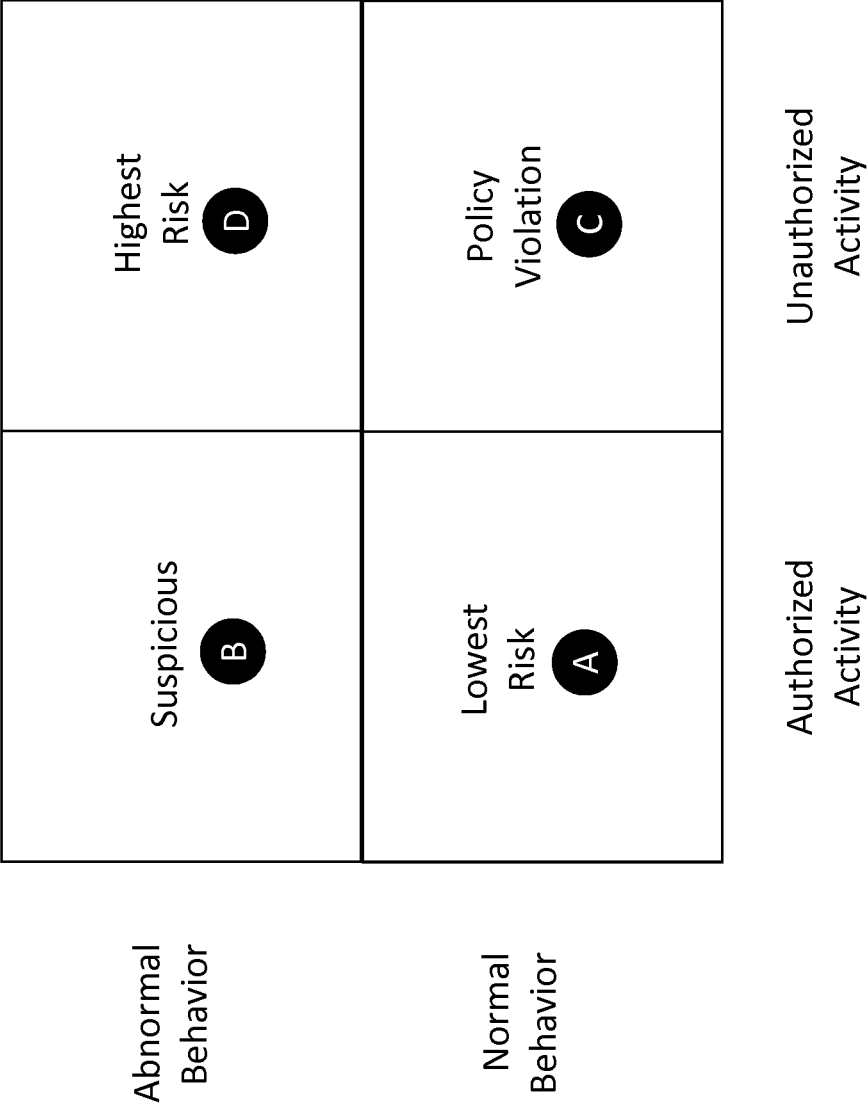 Abnormal
Behavior
Suspicious
B
Highest
Risk
D
Normal
Behavior
Lowest
Risk
A
Policy
Violation
C
Authorized
Activity
Unauthorized
Activity